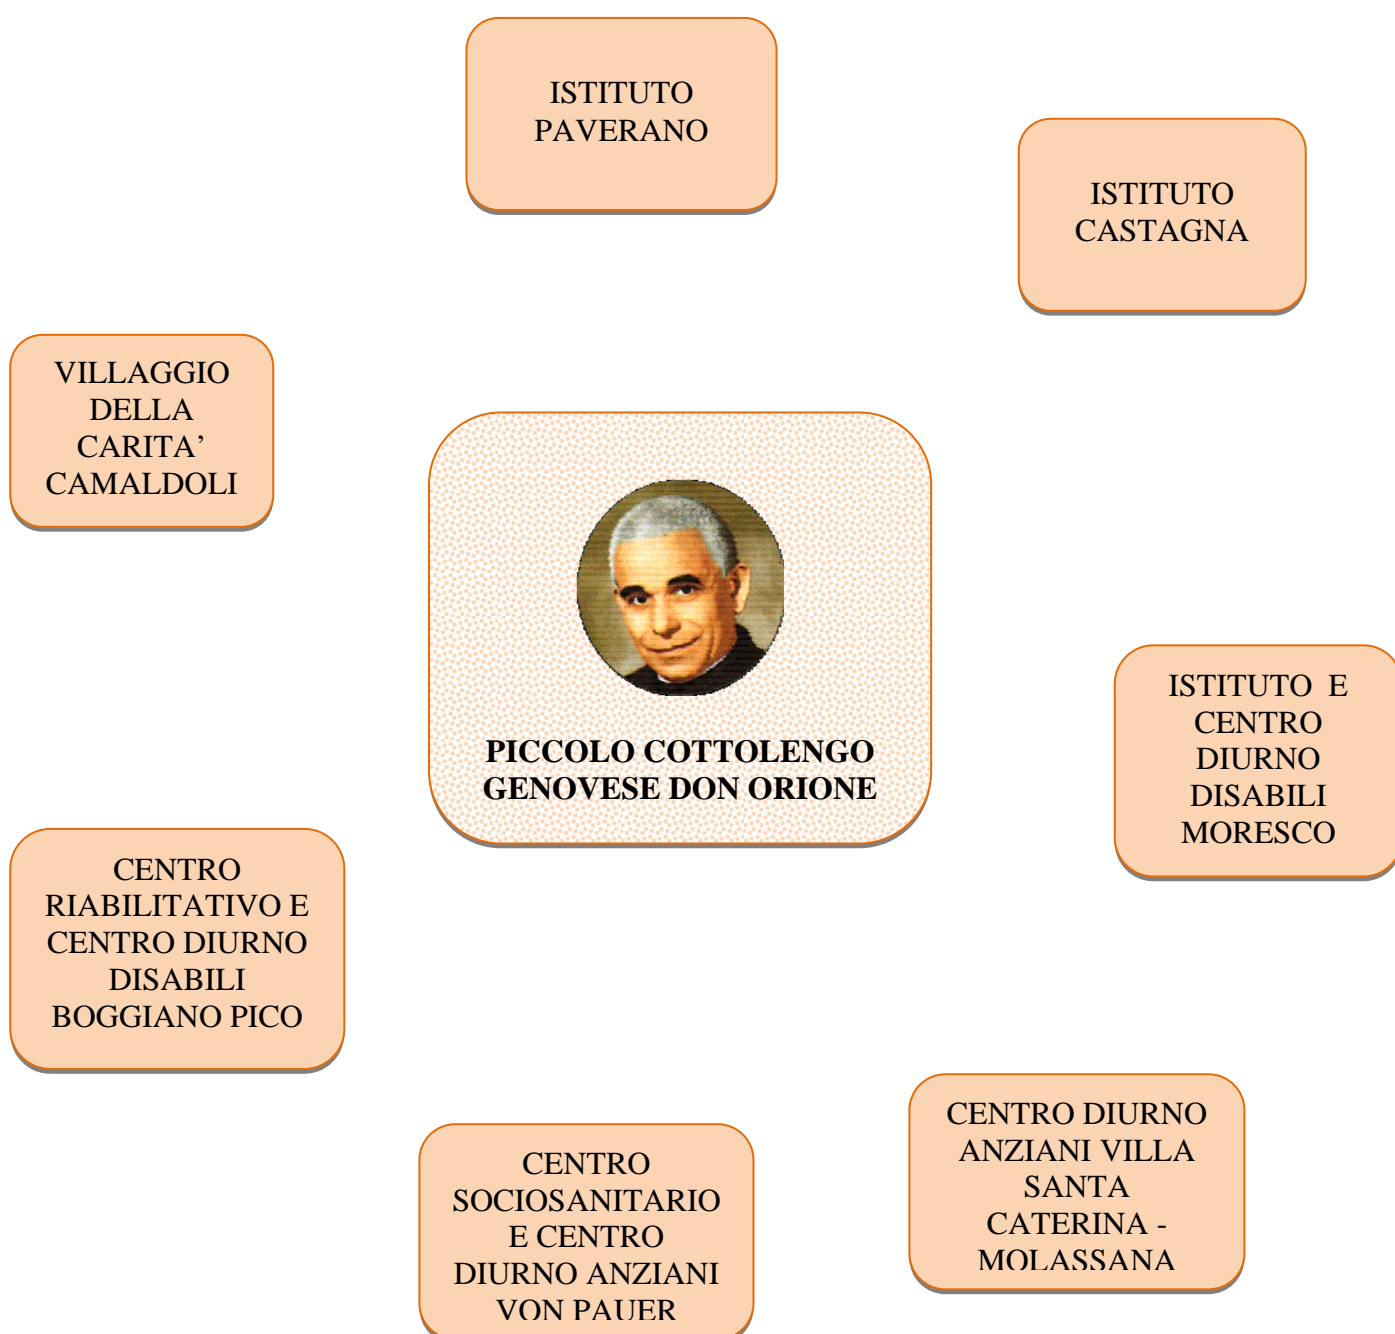 ISTITUTO
PAVERANO
ISTITUTO
CASTAGNA
VILLAGGIO
DELLA
CARITA’
CAMALDOLI
PICCOLO COTTOLENGO
GENOVESE DON ORIONE
ISTITUTO  E
CENTRO
DIURNO
DISABILI
MORESCO
CENTRO
RIABILITATIVO E
CENTRO DIURNO
DISABILI
BOGGIANO PICO
CENTRO DIURNO
ANZIANI VILLA
SANTA
CATERINA -
MOLASSANA
CENTRO
SOCIOSANITARIO
E CENTRO
DIURNO ANZIANI
VON PAUER